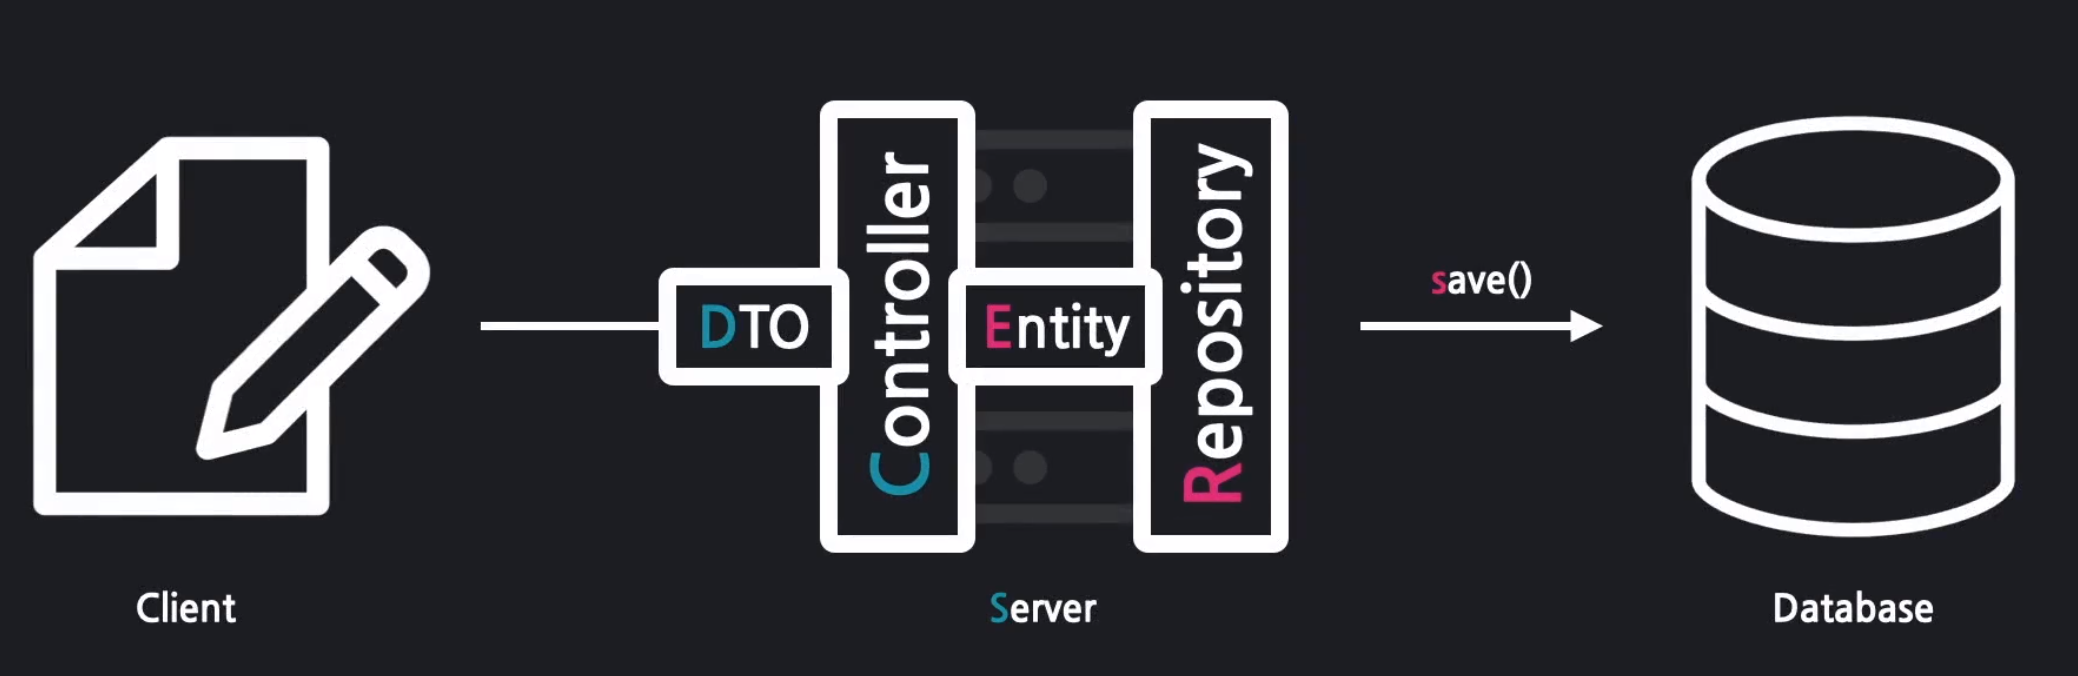 DTO
Controller
Entity
Repository
save()
Client
Server
Database